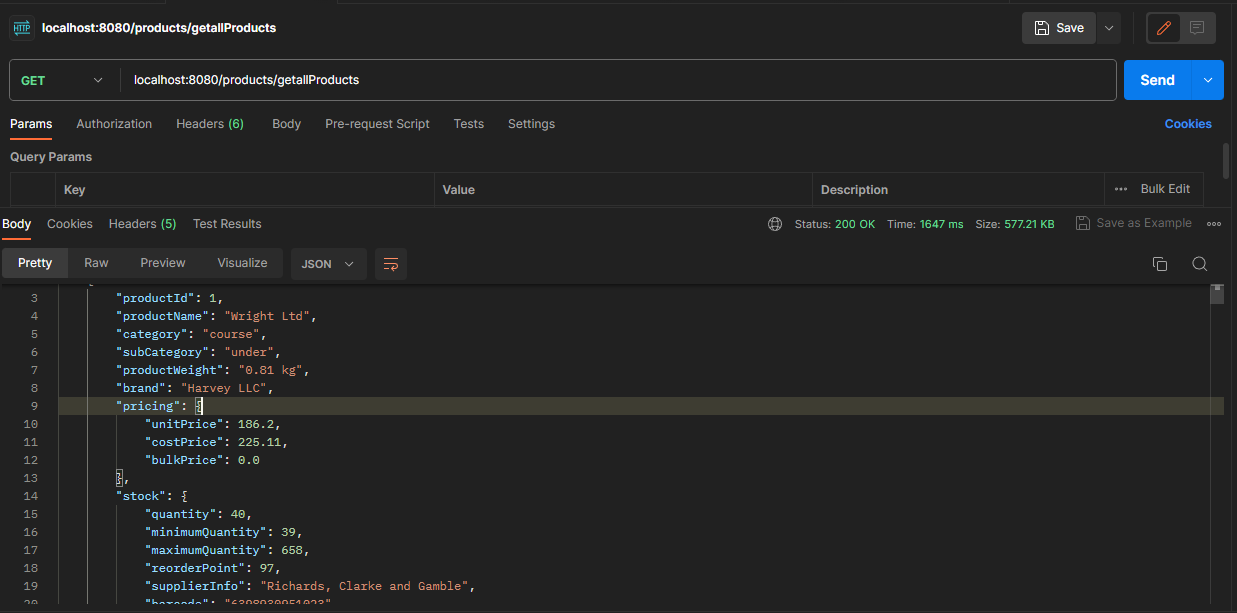 HTTP localhost:8080/products/getallProducts Save
GET localhost:8080/products/getallProducts Send
Params Authorization Headers (6) Body Pre-request Script Tests Settings Cookies
Query Params
Key Value Description Bulk Edit
Body Cookies Headers (5) Test Results Status: 200 OK Time: 1647 ms Size: 577.21 KB Save as Example
Pretty Raw Preview Visualize JSON
3 "productId": 1,
4 "productName": "Wright Ltd",
5 "category": "course",
6 "subCategory": "under",
7 "productWeight": "0.81 kg",
8 "brand": "Harvey LLC",
9 "pricing": {
10 "unitPrice": 186.2,
11 "costPrice": 225.11,
12 "bulkPrice": 0.0
13 },
14 "stock": {
15 "quantity": 40,
16 "minimumQuantity": 39,
17 "maximumQuantity": 658,
18 "reorderPoint": 97,
19 "supplierInfo": "Richards, Clarke and Gamble",
20 "barcode":